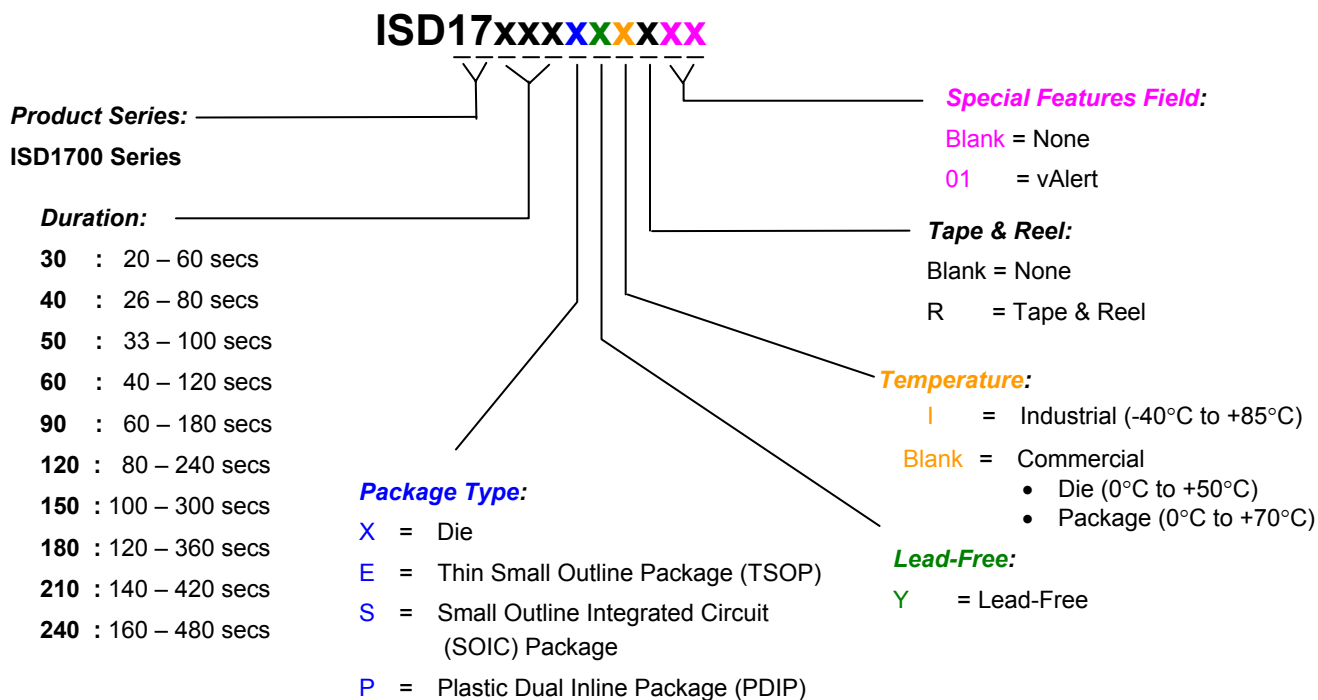 ISD17xxxxxxxxx
Product Series:
ISD1700 Series
Duration:
30 : 20 – 60 secs
40 : 26 – 80 secs
50 : 33 – 100 secs
60 : 40 – 120 secs
90 : 60 – 180 secs
120 : 80 – 240 secs
150 : 100 – 300 secs
180 : 120 – 360 secs
210 : 140 – 420 secs
240 : 160 – 480 secs
Package Type:
X = Die
E = Thin Small Outline Package (TSOP)
S = Small Outline Integrated Circuit
(SOIC) Package
P = Plastic Dual Inline Package (PDIP)
Special Features Field:
Blank = None
01 = vAlert
Tape & Reel:
Blank = None
R = Tape & Reel
Temperature:
I = Industrial (-40°C to +85°C)
Blank = Commercial
• Die (0°C to +50°C)
• Package (0°C to +70°C)
Lead-Free:
Y = Lead-Free